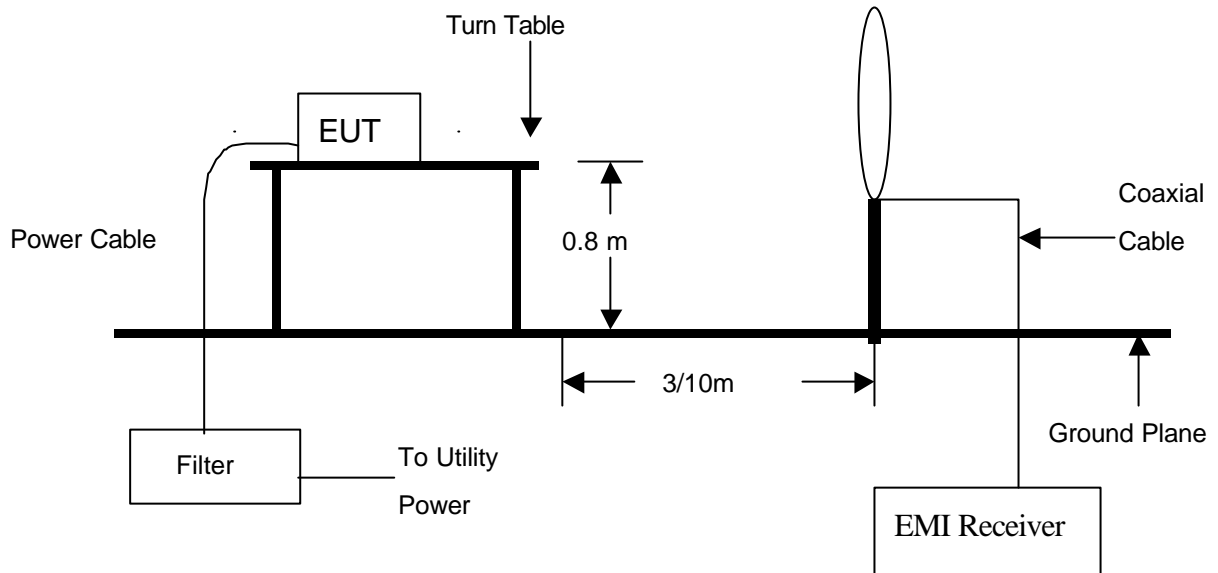 Turn Table
EUT
Power Cable
0.8 m
Coaxial
Cable
3/10m
Ground Plane
Filter
To Utility
Power
EMI Receiver